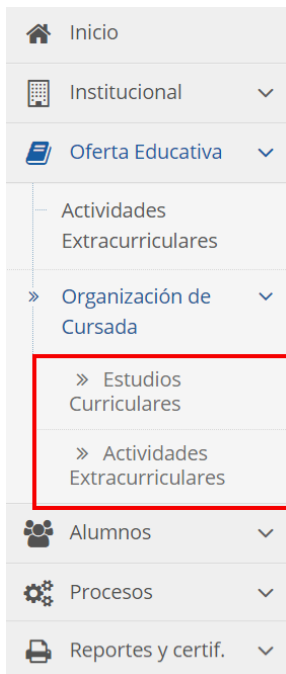 Inicio
Institucional
Oferta Educativa
Actividades
Extracurriculares
Organización de
Cursada
Estudios
Curriculares
Actividades
Extracurriculares
Alumnos
Procesos
Reportes y certif.